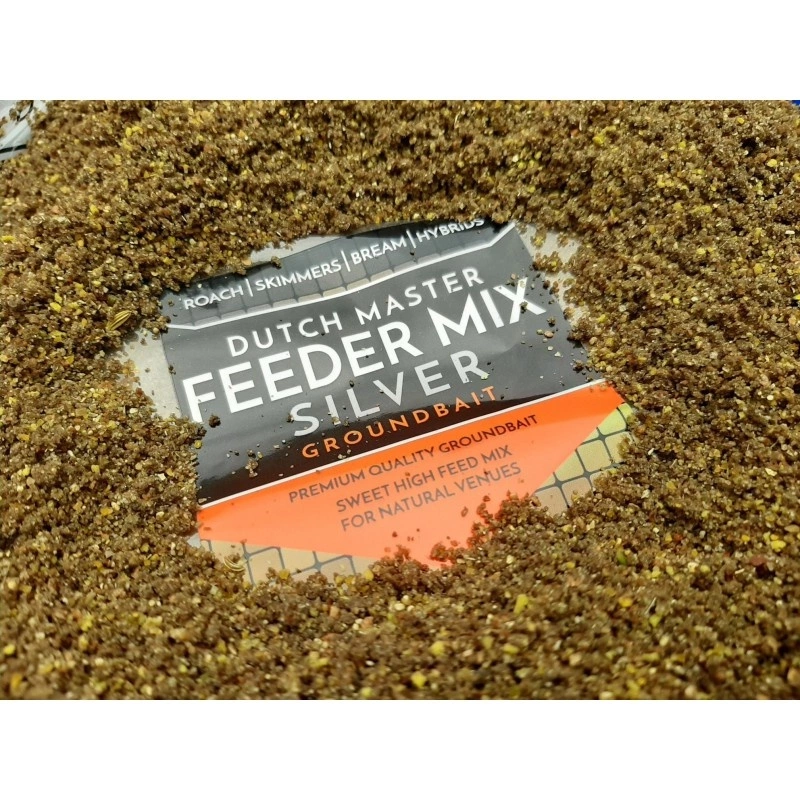 ROACH | SKIMMERS | BREAM | HYBRIDS
DUTCH MASTER
FEEDER MIX
SILVER
GROUNDBAIT
PREMIUM QUALITY GROUNDBAIT
SWEET HIGH FEED MIX
FOR NATURAL VENUES